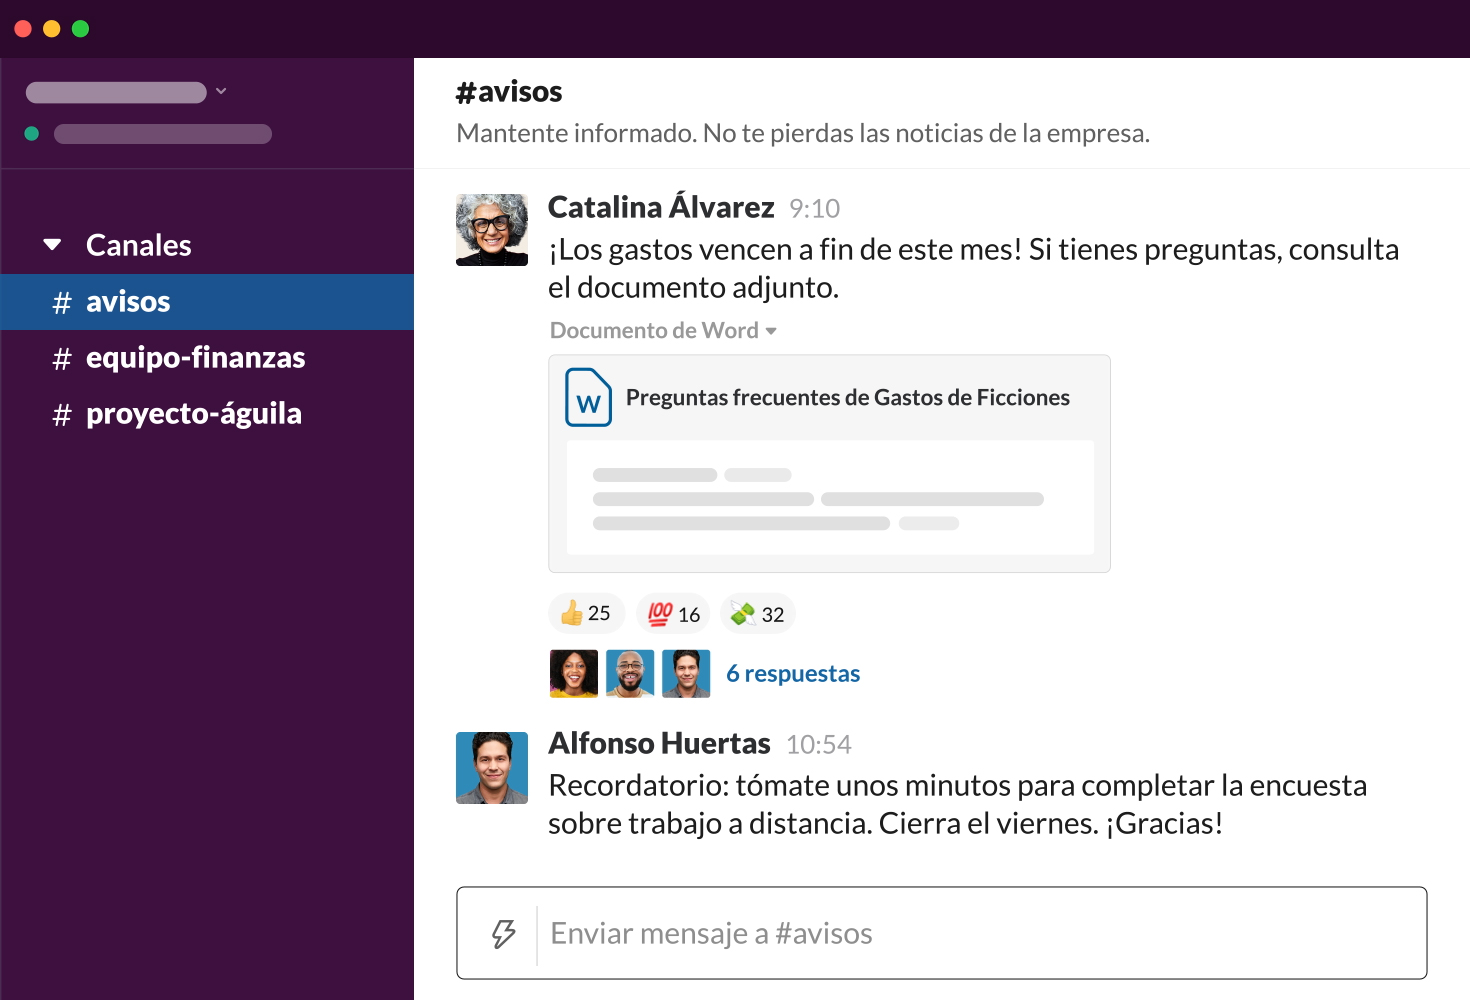 #avisos
Mantente informado. No te pierdas las noticias de la empresa.
Canales
# avisos
# equipo-finanzas
# proyecto-águila
Catalina Álvarez 9:10
¡Los gastos vencen a fin de este mes! Si tienes preguntas, consulta
el documento adjunto.
Documento de Word
W
Preguntas frecuentes de Gastos de Ficciones
25
100 16
32
6 respuestas
Alfonso Huertas 10:54
Recordatorio: tómate unos minutos para completar la encuesta
sobre trabajo a distancia. Cierra el viernes. ¡Gracias!
Enviar mensaje a #avisos